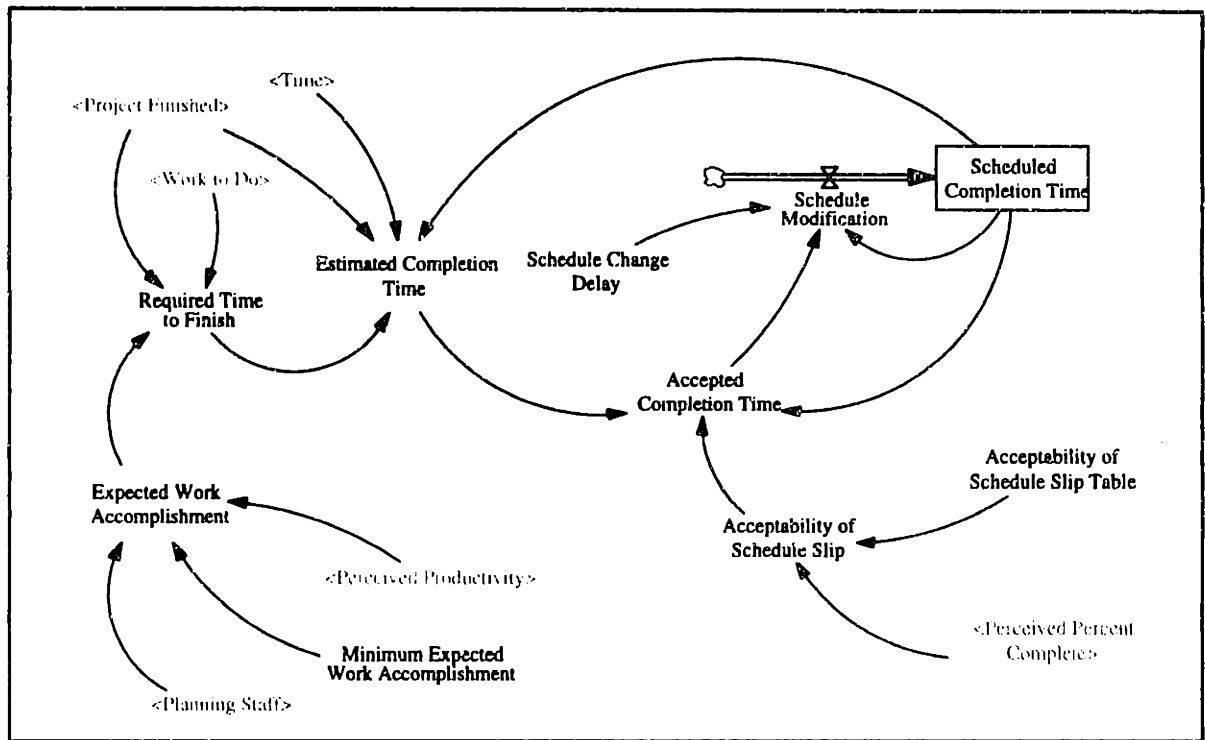 <Time>
<Project Finished>
<Work to Do>
Scheduled
Completion Time
Schedule
Modification
Estimated Completion
Time
Schedule Change
Delay
Required Time
to Finish
Accepted
Completion Time
Acceptability of
Schedule Slip Table
Expected Work
Accomplishment
Acceptability of
Schedule Slip
<Perceived Productivity>
<Perceived Percent
Complete>
Minimum Expected
Work Accomplishment
<Planning Staff>